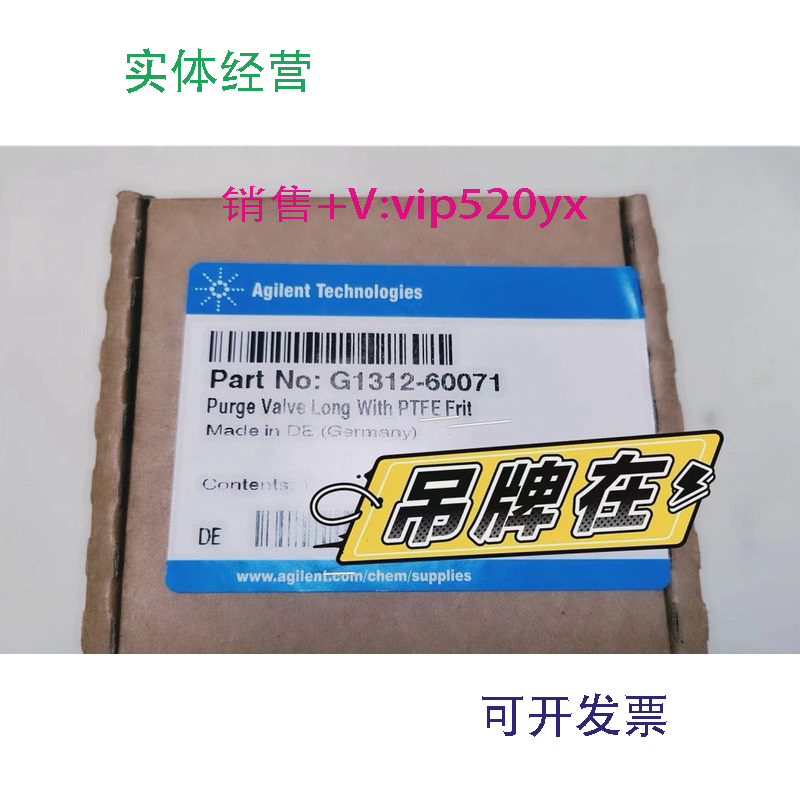 实体经营
销售+V:vip520yx
Agilent Technologies
Part No: G1312-60071
Purge Valve Long With PTFE Frit
Made in DE (Germany)
Contents:
吊牌在
DE
www.agilent.com/chem/supplies
可开发票